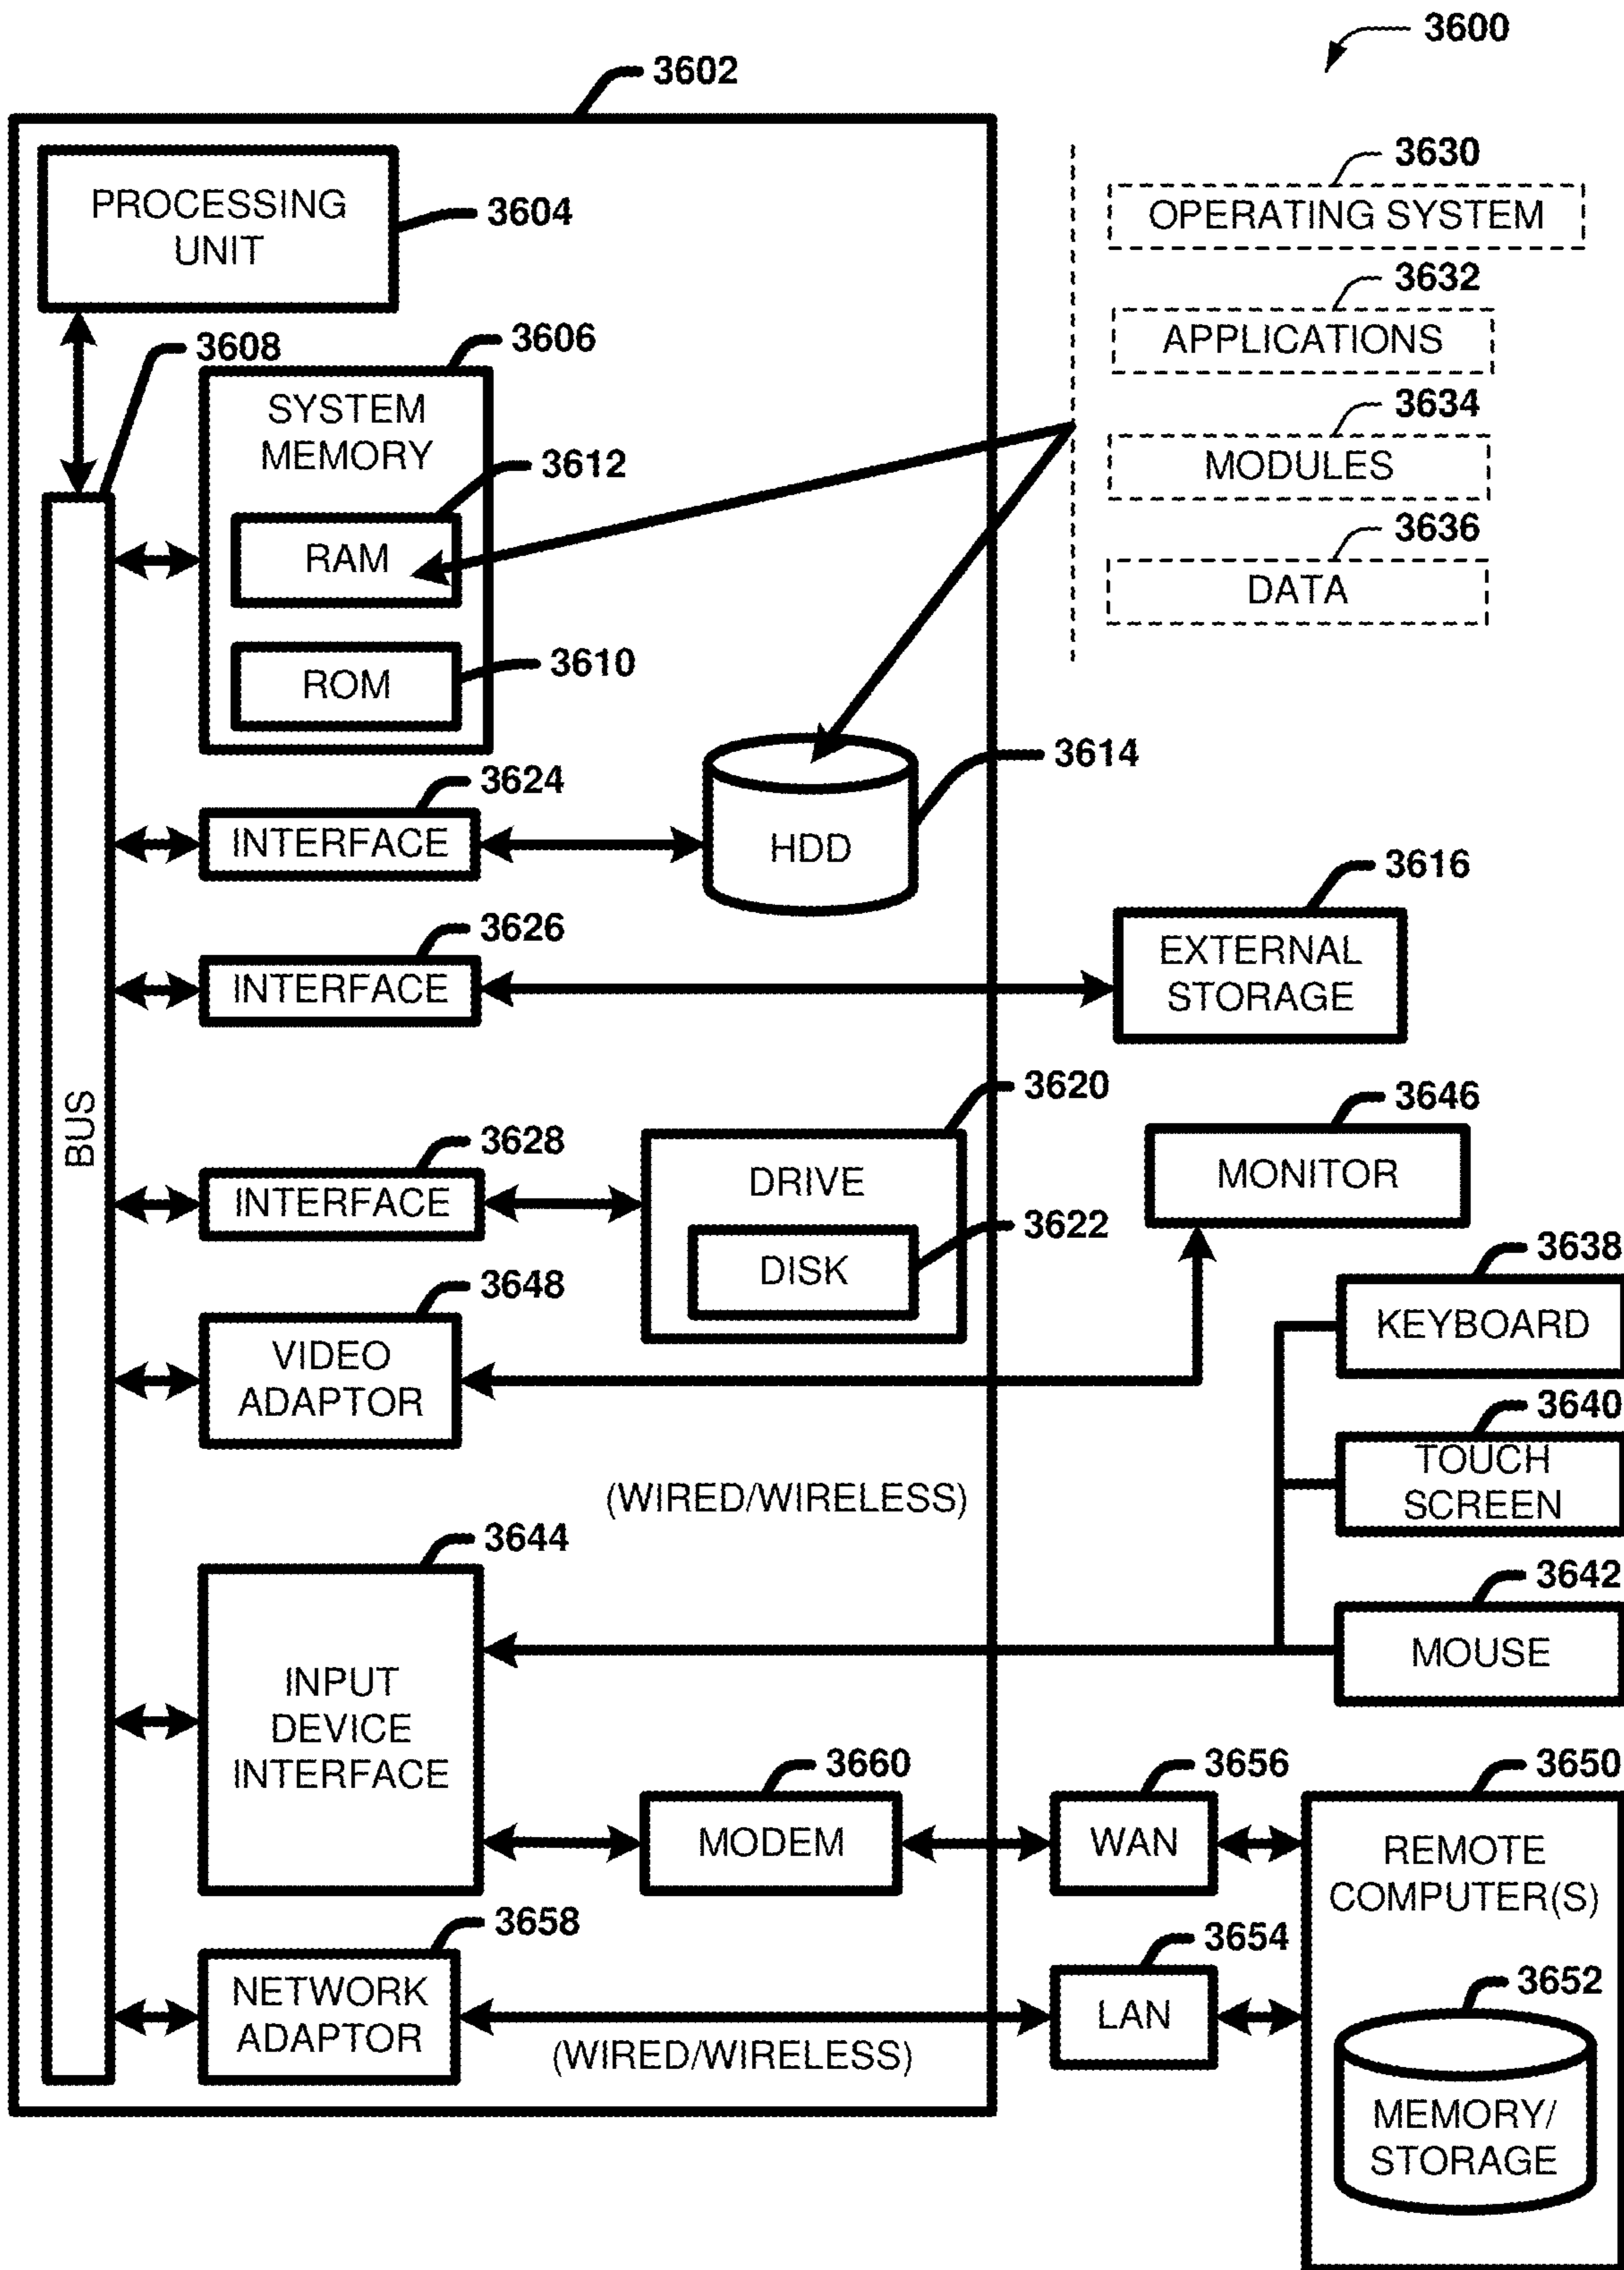 3600
3602
3630
OPERATING SYSTEM
PROCESSING
UNIT
3604
3632
APPLICATIONS
3608
3606
SYSTEM
MEMORY
3634
MODULES
3612
RAM
3636
DATA
3610
ROM
3614
HDD
3624
INTERFACE
3616
EXTERNAL
STORAGE
3626
INTERFACE
BUS
3620
DRIVE
3646
MONITOR
3628
INTERFACE
3622
DISK
3638
KEYBOARD
3648
VIDEO
ADAPTOR
3640
TOUCH
SCREEN
(WIRED/WIRELESS)
3644
INPUT
DEVICE
INTERFACE
3642
MOUSE
3660
MODEM
3656
WAN
3650
REMOTE
COMPUTER(S)
3658
NETWORK
ADAPTOR
(WIRED/WIRELESS)
3654
LAN
3652
MEMORY/
STORAGE